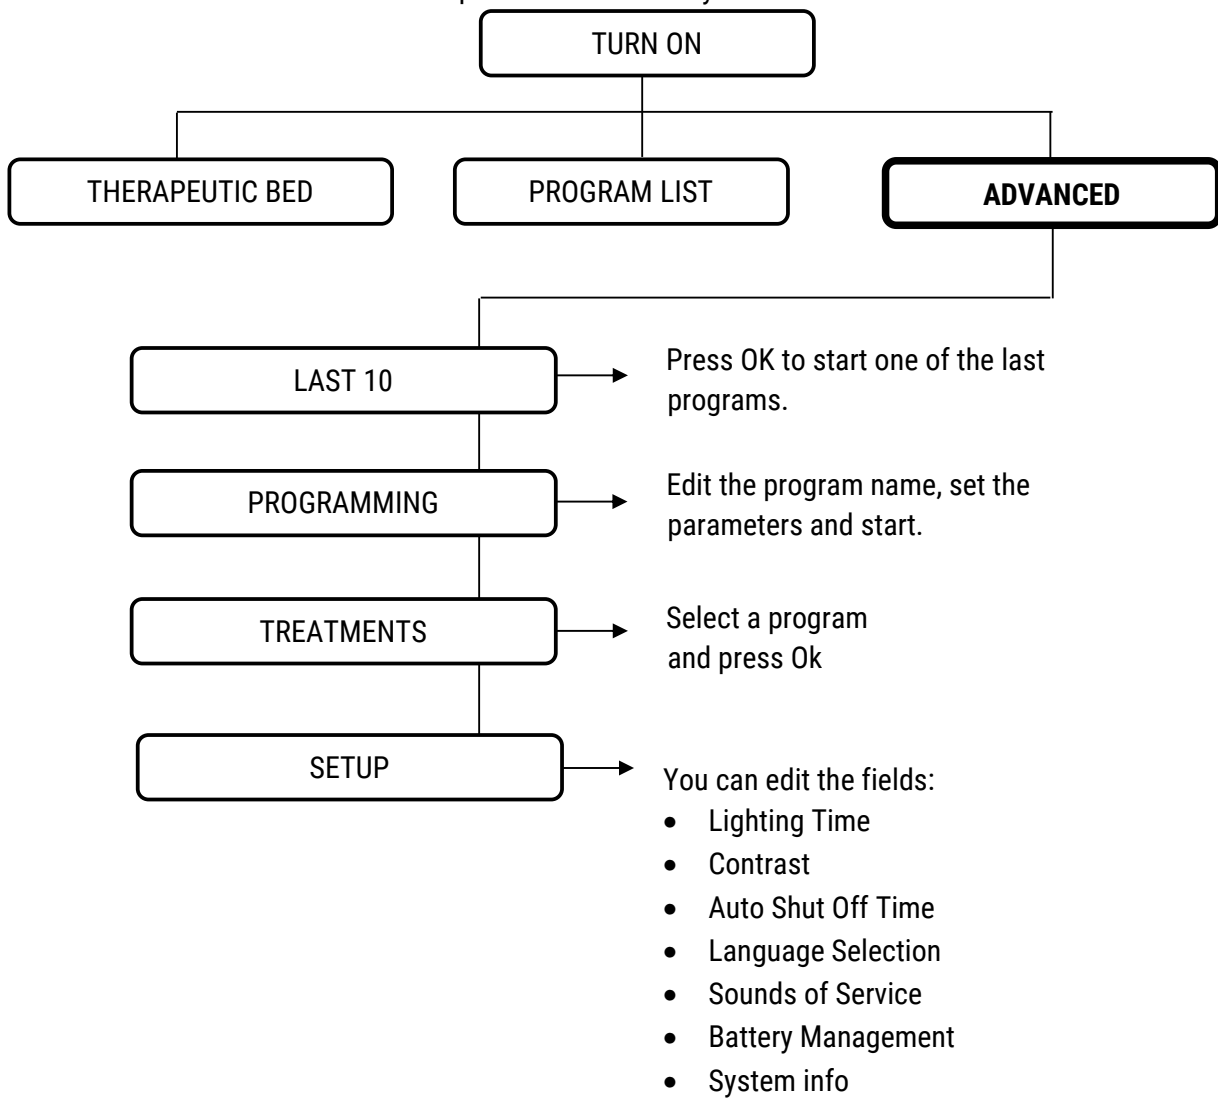 TURN ON
THERAPEUTIC BED
PROGRAM LIST
ADVANCED
LAST 10
Press OK to start one of the last
programs.
PROGRAMMING
Edit the program name, set the
parameters and start.
TREATMENTS
Select a program
and press Ok
SETUP
You can edit the fields:
• Lighting Time
• Contrast
• Auto Shut Off Time
• Language Selection
• Sounds of Service
• Battery Management
• System info